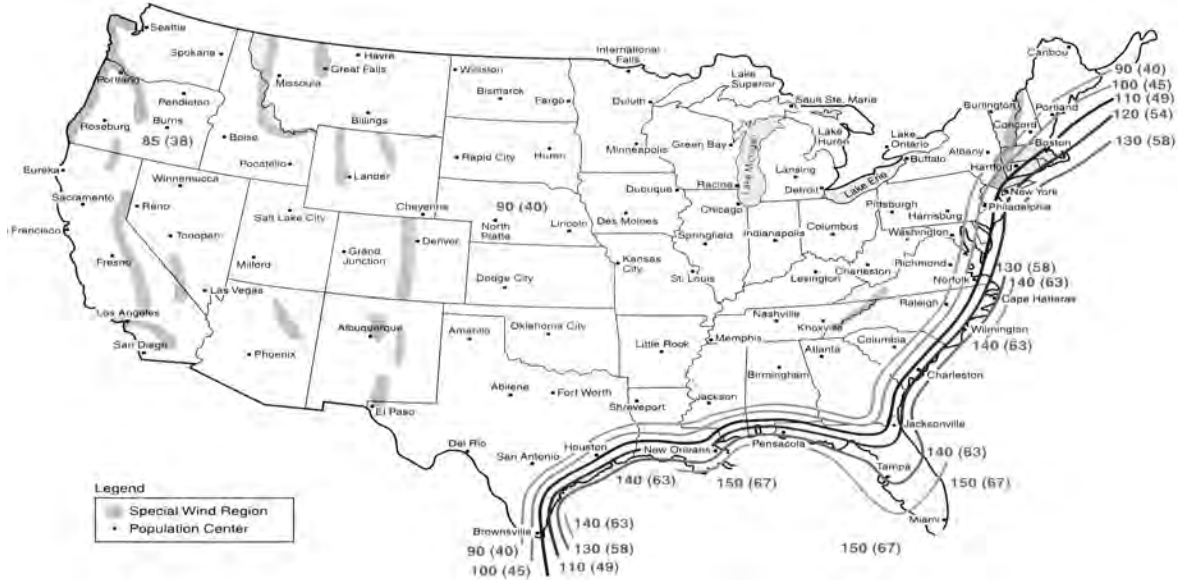 Seattle
Spokane
Havre
Great Falls
Missoula
Portland
Pendleton
Roseburg
Burns
85 (38)
Boise
Billings
Pocatello
Lander
Williston
Bismarck
Fargo
International
Falls
Duluth
Lake
Superior
Sault Ste. Marie
Caribou
90 (40)
100 (45)
110 (49)
120 (54)
130 (58)
Burlington
Portland
Concord
Boston
Albany
Hartford
Lake
Ontario
Buffalo
Lake
Huron
Minneapolis
Green Bay
Lansing
Detroit
Lake Erie
Racine
Chicago
Dubuque
Rapid City
Huron
Eureka
Winnemucca
Sacramento
Reno
Francisco
Salt Lake City
Cheyenne
90 (40)
North
Platte
Lincoln
Des Moines
Tonopah
Milford
Grand
Junction
Denver
Fresno
Las Vegas
Dodge City
Kansas
City
Springfield
St. Louis
Indianapolis
Columbus
Pittsburgh
Harrisburg
New York
Philadelphia
Washington
Richmond
Norfolk
130 (58)
140 (63)
Cape Hatteras
Lexington
Charleston
Raleigh
Wilmington
140 (63)
Nashville
Knoxville
Los Angeles
San Diego
Phoenix
Albuquerque
Amarillo
Oklahoma City
Little Rock
Memphis
Atlanta
Columbia
Charleston
Birmingham
Abilene
Fort Worth
Shreveport
Jackson
El Paso
Jacksonville
Del Rio
San Antonio
Houston
New Orleans
Pensacola
Tampa
140 (63)
150 (67)
140 (63)
150 (67)
Miami
150 (67)
Brownsville
90 (40)
100 (45)
110 (49)
130 (58)
140 (63)
Legend
Special Wind Region
Population Center